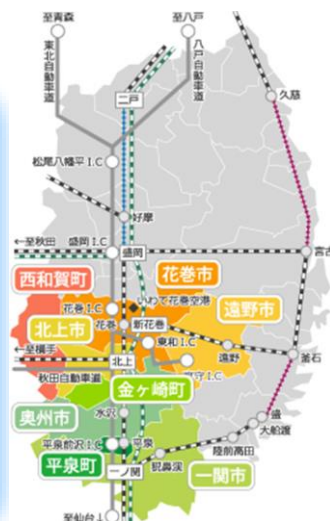 至青森
至八戸
東北自動車道
八戸自動車道
二戸
久慈
松尾八幡平I.C
好摩
←至秋田
盛岡I.C
盛岡
宮古
西和賀町
花巻市
花巻I.C
いわて花巻空港
遠野市
北上市
花巻
新花巻
東和I.C
←至横手
北上
遠野
釜石
宮守I.C
秋田自動車道
金ヶ崎町
奥州市
水沢
盛
大船渡
平泉前沢I.C
平泉
陸前高田
平泉町
猊鼻渓
一ノ関
一関市
至仙台↓